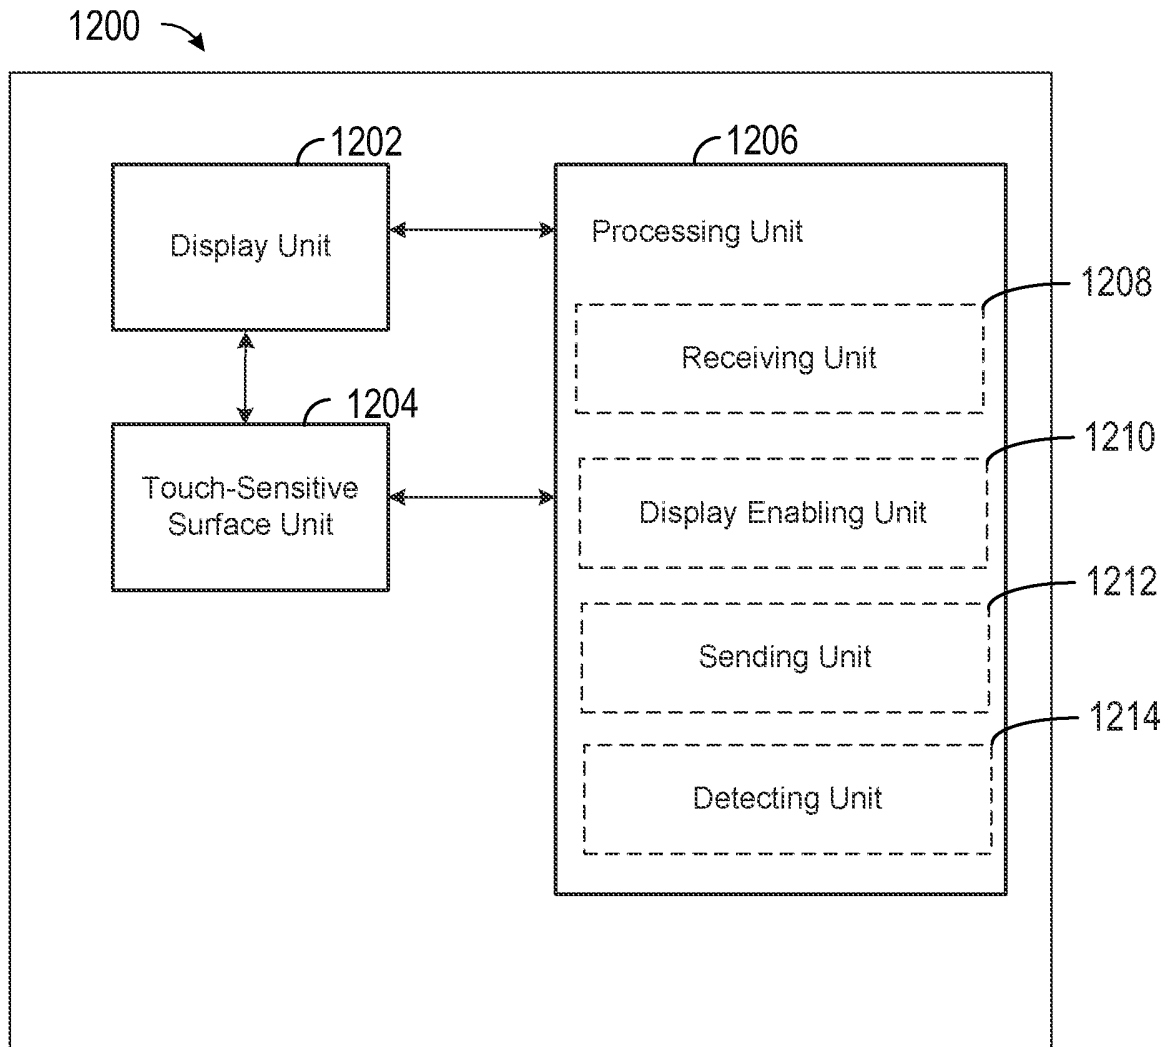 1200
1202
Display Unit
1204
Touch-Sensitive
Surface Unit
1206
Processing Unit
1208
Receiving Unit
1210
Display Enabling Unit
1212
Sending Unit
1214
Detecting Unit